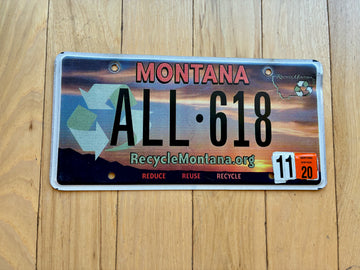 MONTANA
ALL·618
RecycleMontana.org
11
20
REDUCE REUSE RECYCLE